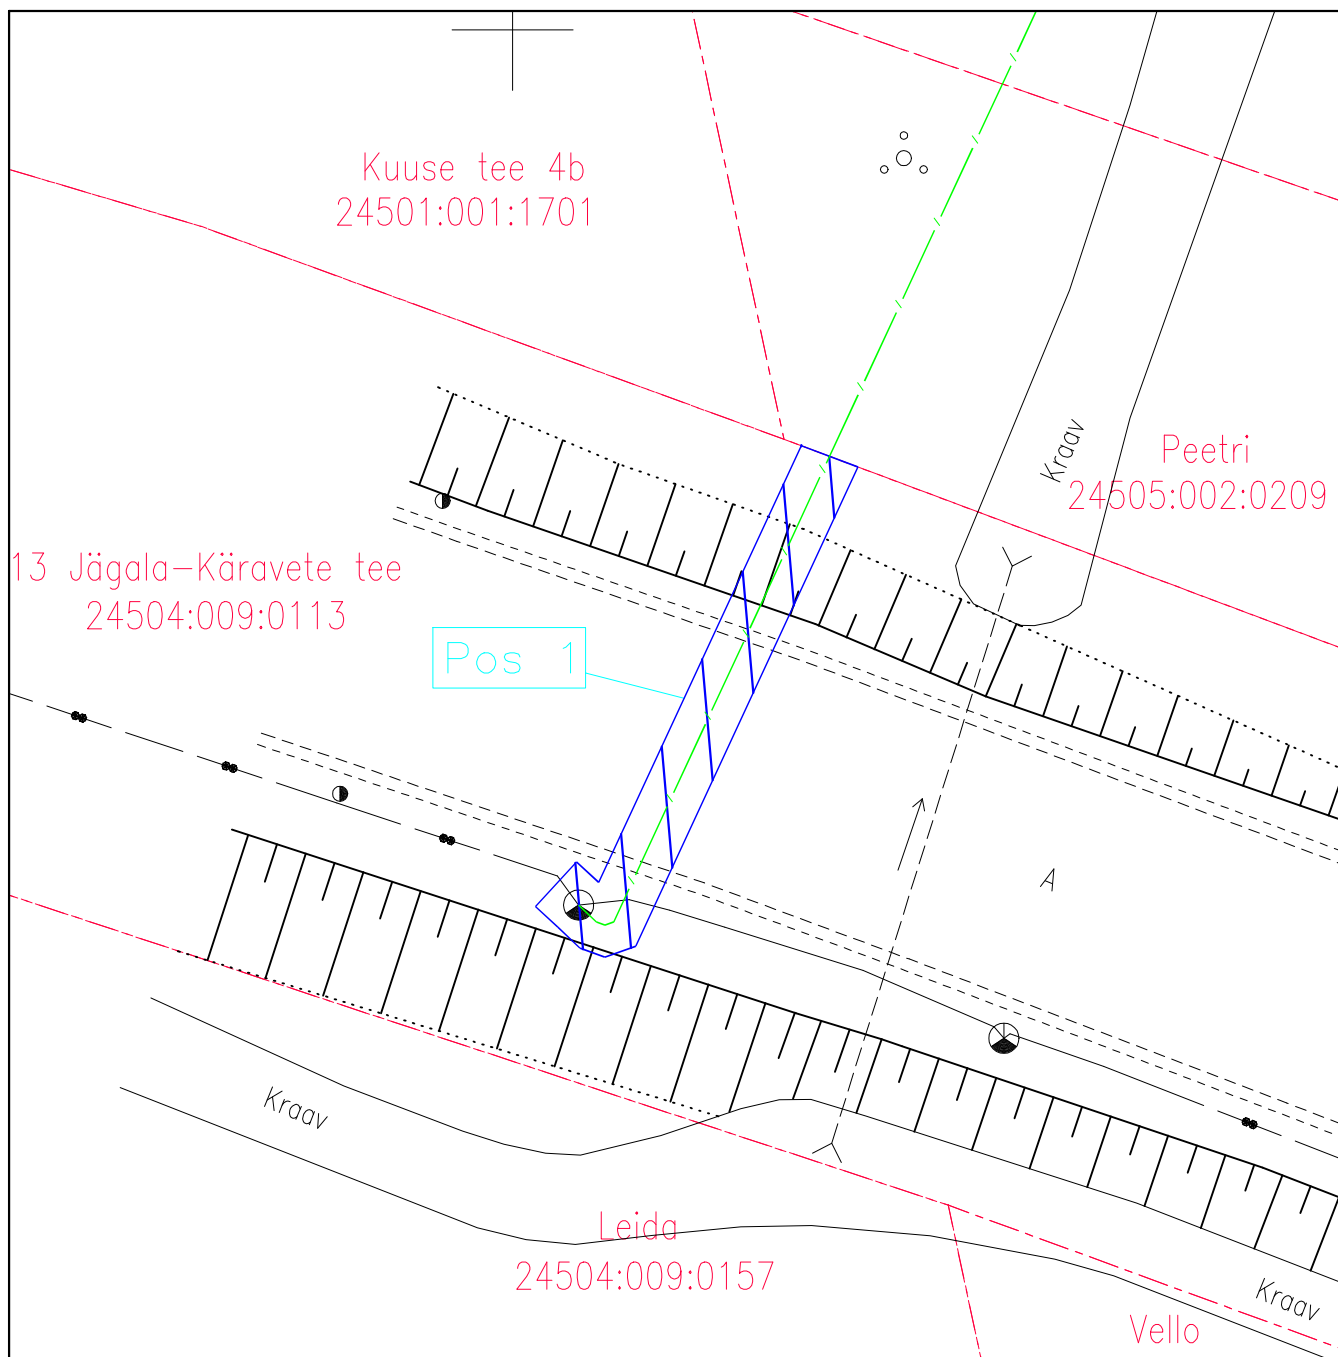 Kuuse tee 4b
24501:001:1701
Kraav
Peetri
24505:002:0209
13 Jägala-Käravete tee
24504:009:0113
Pos 1
A
Kraav
Leida
24504:009:0157
Kraav
Vello